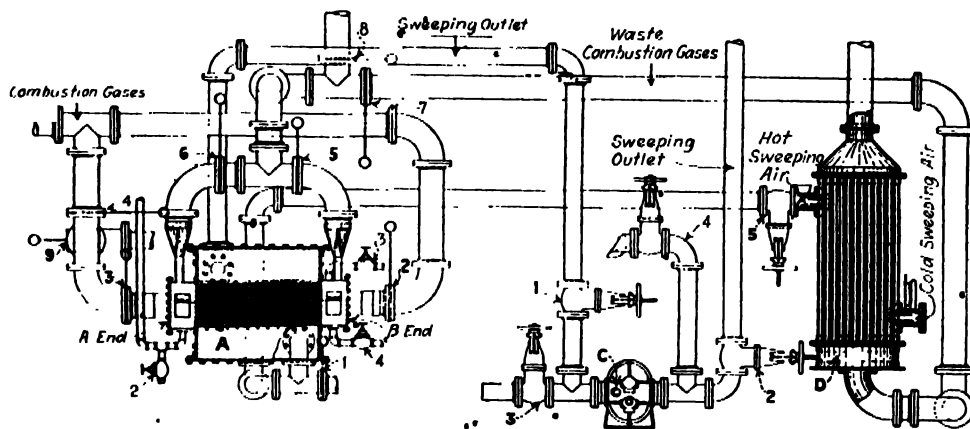 Sweeping Outlet
8
Waste
Combustion Gases
Combustion Gases
7
6
5
Sweeping
Outlet
Hot
Sweeping
Air
Cold Sweeping Air
4
4
9
3
3
2
5
1
A End
A
B End
4
2
1
C
3
2
D